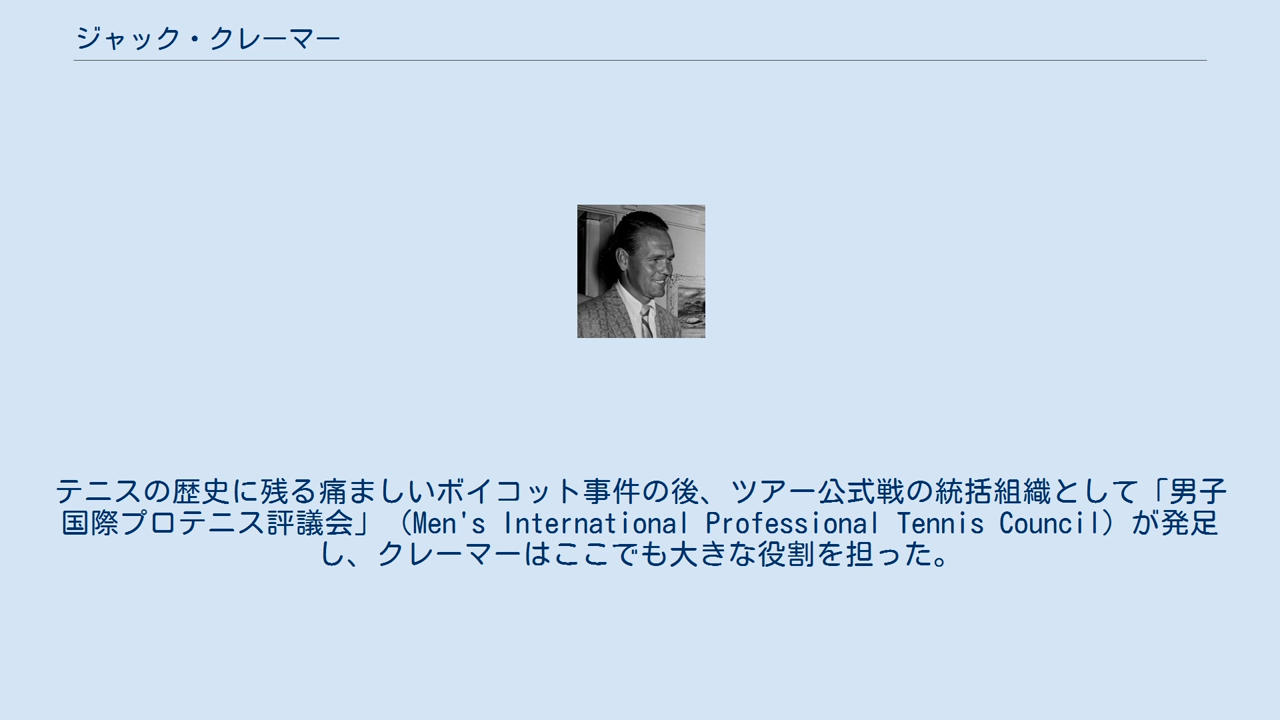 ジャック・クレーマー
テニスの歴史に残る痛ましいボイコット事件の後、ツアー公式戦の統括組織として「男子
国際プロテニス評議会」（Men's International Professional Tennis Council）が発足
し、クレーマーはここでも大きな役割を担った。